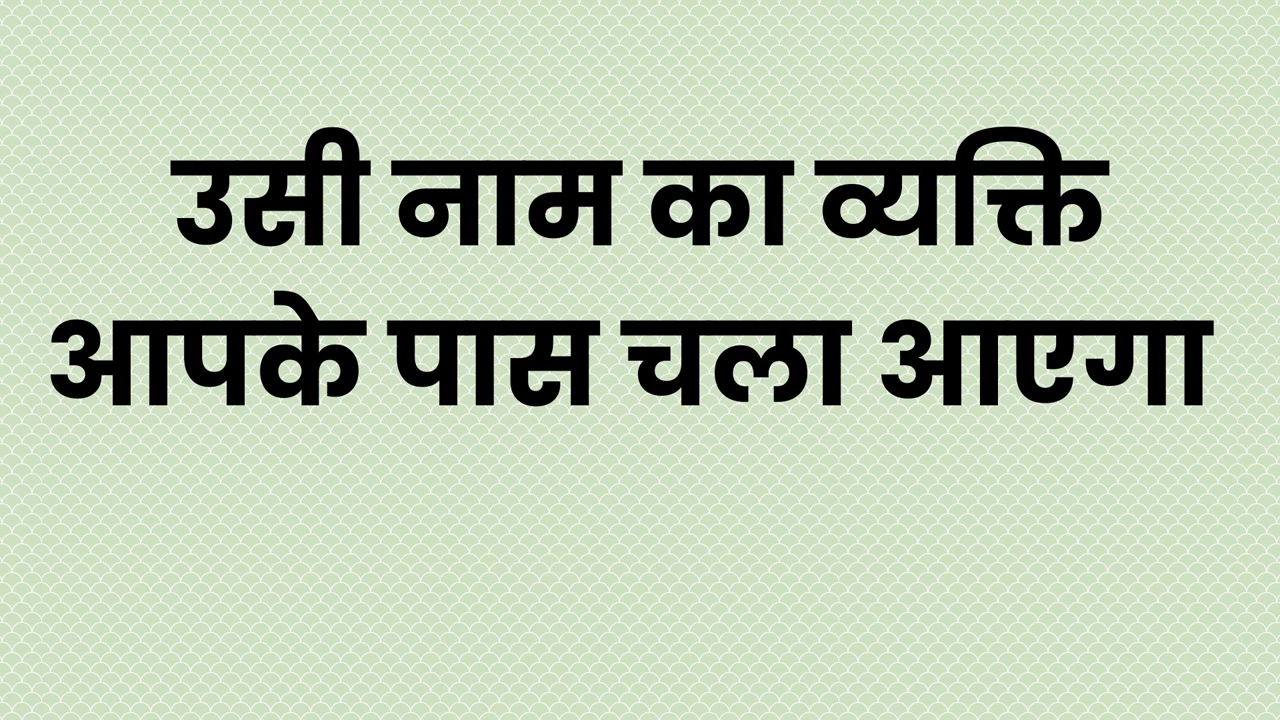 उसी नाम का व्यक्ति
आपके पास चला आएगा